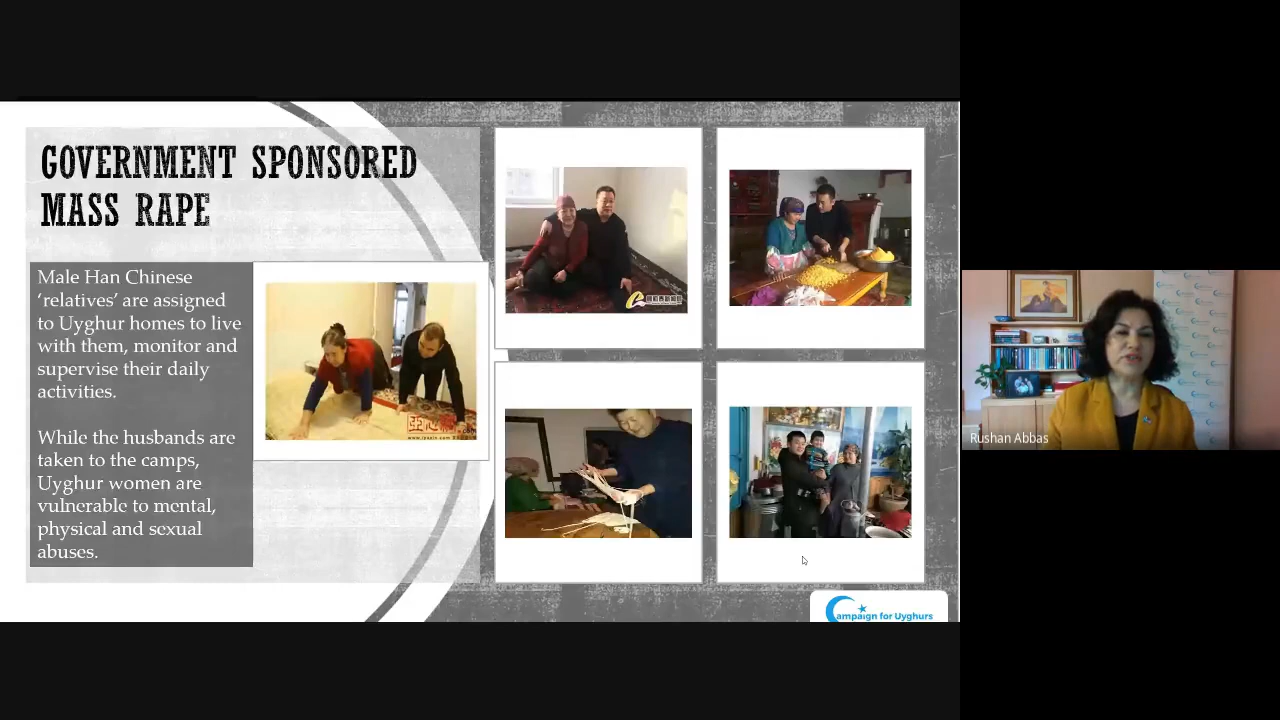 GOVERNMENT SPONSORED
MASS RAPE
Male Han Chinese
‘relatives’ are assigned
to Uyghur homes to live
with them, monitor and
supervise their daily
activities.
While the husbands are
taken to the camps,
Uyghur women are
vulnerable to mental,
physical and sexual
abuses.
Campaign for Uyghurs
Rushan Abbas